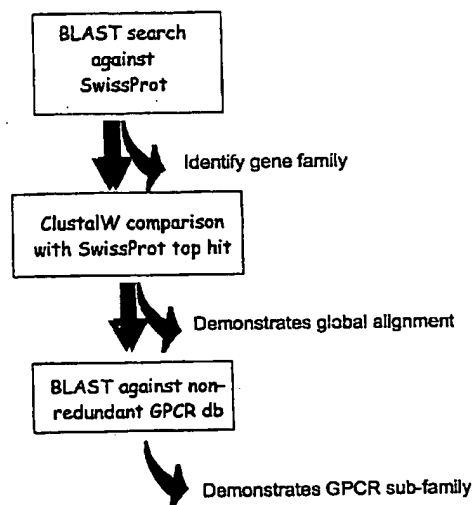 BLAST search
against
SwissProt
Identify gene family
ClustalW comparison
with SwissProt top hit
Demonstrates global alignment
BLAST against non-
redundant GPCR db
Demonstrates GPCR sub-family